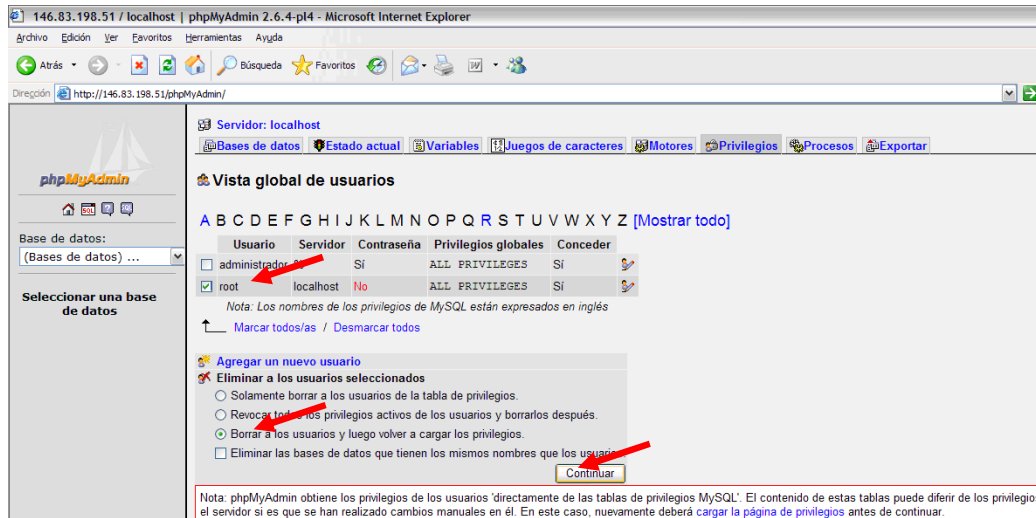 146.83.198.51 / localhost | phpMyAdmin 2.6.4-pl4 - Microsoft Internet Explorer
Archivo Edición Ver Favoritos Herramientas Ayuda
Atrás Búsqueda Favoritos
Dirección http://146.83.198.51/phpMyAdmin/
phpMyAdmin
SQL
Base de datos:
(Bases de datos) ...
Seleccionar una base de datos
Servidor: localhost
Bases de datos Estado actual Variables Juegos de caracteres Motores Privilegios Procesos Exportar
Vista global de usuarios
A B C D E F G H I J K L M N O P Q R S T U V W X Y Z [Mostrar todo]
Usuario Servidor Contraseña Privilegios globales Conceder
administrador Sí ALL PRIVILEGES Sí
root localhost No ALL PRIVILEGES Sí
Nota: Los nombres de los privilegios de MySQL están expresados en inglés
Marcar todos/as / Desmarcar todos
Agregar un nuevo usuario
Eliminar a los usuarios seleccionados
Solamente borrar a los usuarios de la tabla de privilegios.
Revocar todos los privilegios activos de los usuarios y borrarlos después.
Borrar a los usuarios y luego volver a cargar los privilegios.
Eliminar las bases de datos que tienen los mismos nombres que los usuarios.
Continuar
Nota: phpMyAdmin obtiene los privilegios de los usuarios 'directamente de las tablas de privilegios MySQL'. El contenido de estas tablas puede diferir de los privilegio
el servidor si es que se han realizado cambios manuales en él. En este caso, nuevamente deberá cargar la página de privilegios antes de continuar.